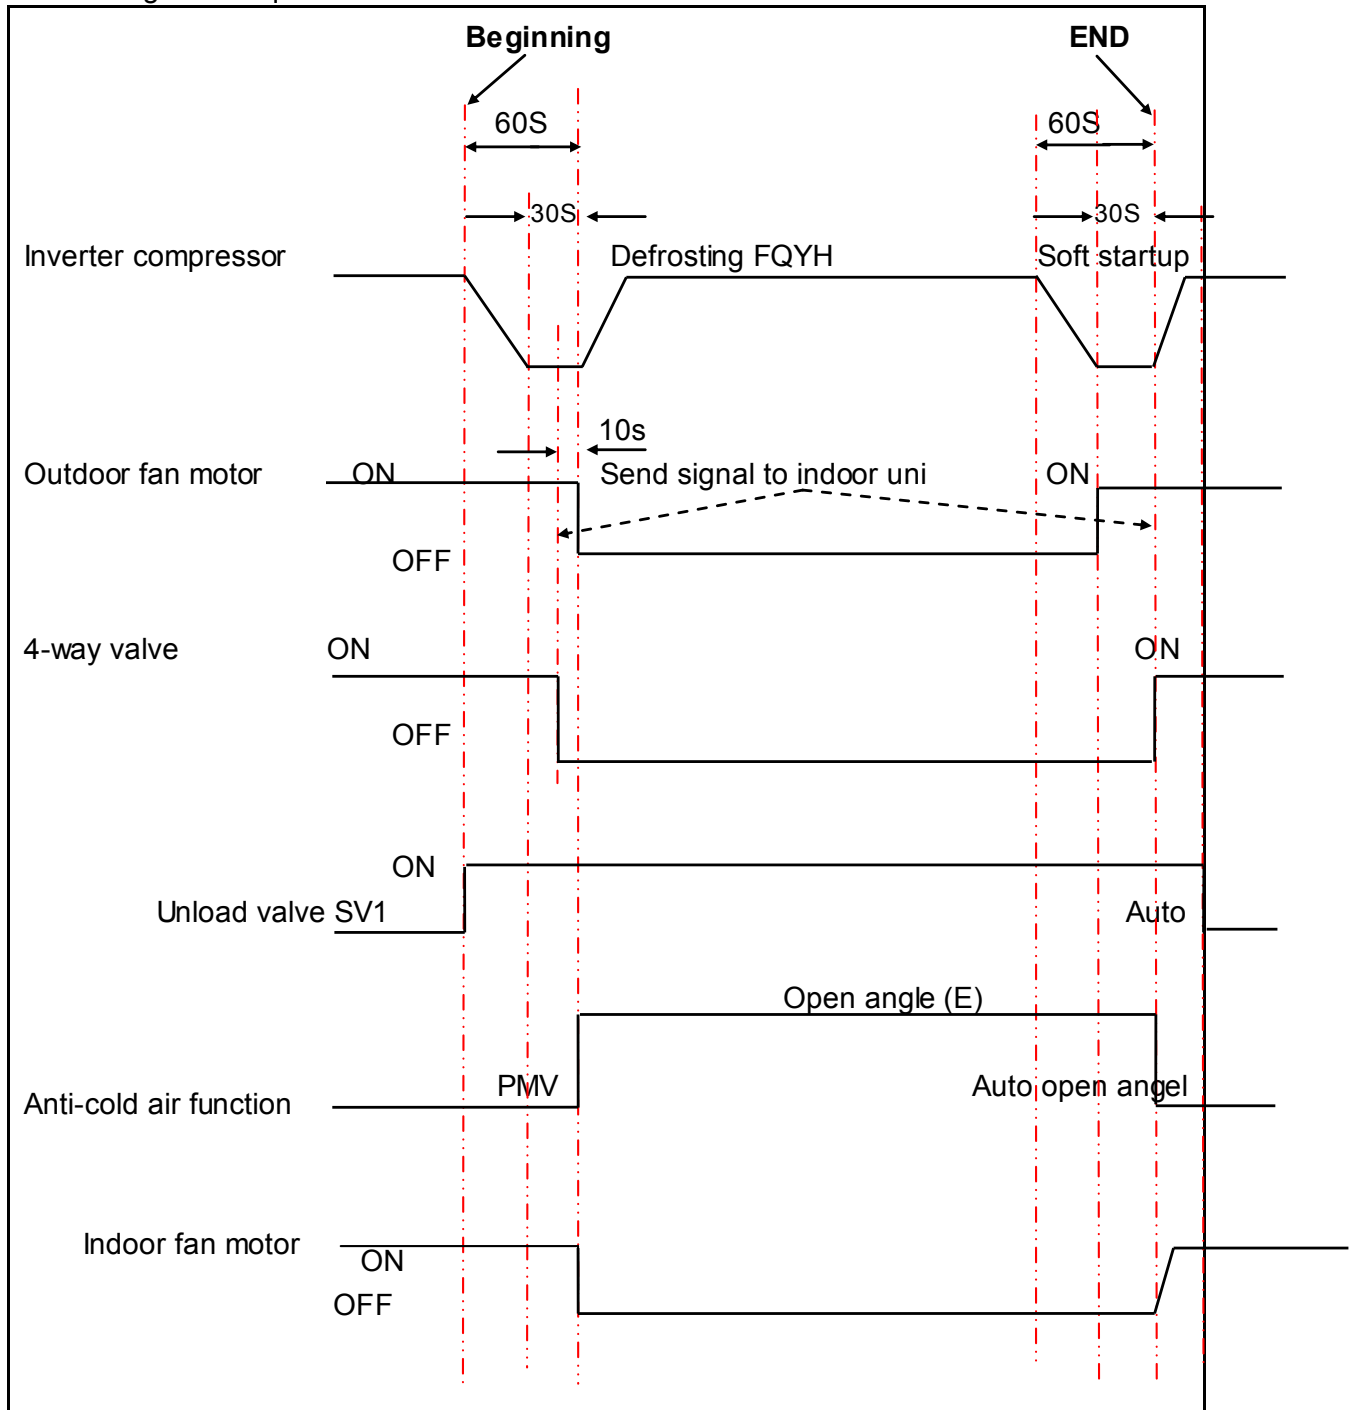 Beginning
END
60S
60S
30S
30S
Inverter compressor
Defrosting FQYH
Soft startup
10s
Outdoor fan motor
ON
Send signal to indoor uni
ON
OFF
4-way valve
ON
ON
OFF
ON
Unload valve SV1
Auto
Open angle (E)
PMV
Auto open angel
Anti-cold air function
Indoor fan motor
ON
OFF